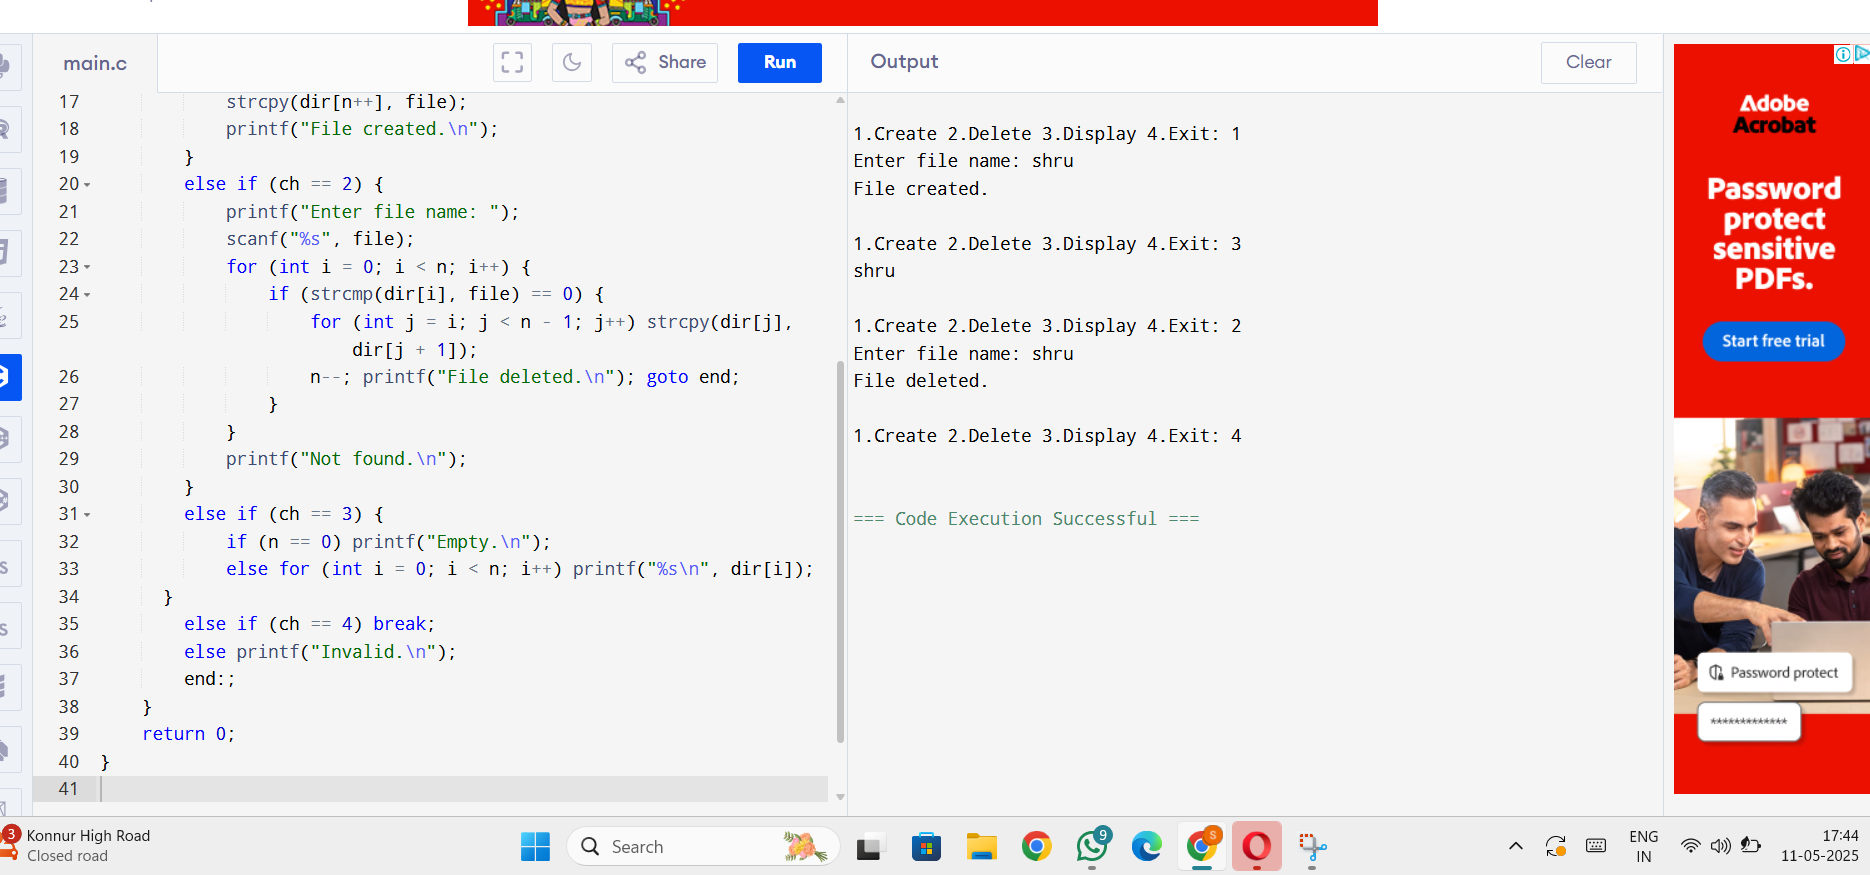 main.c
Share
Run
Output
Clear
17 strcpy(dir[n++], file);
18 printf("File created.\n");
19 }
20 else if (ch == 2) {
21 printf("Enter file name: ");
22 scanf("%s", file);
23 for (int i = 0; i < n; i++) {
24 if (strcmp(dir[i], file) == 0) {
25 for (int j = i; j < n - 1; j++) strcpy(dir[j],
dir[j + 1]);
26 n--; printf("File deleted.\n"); goto end;
27 }
28 }
29 printf("Not found.\n");
30 }
31 else if (ch == 3) {
32 if (n == 0) printf("Empty.\n");
33 else for (int i = 0; i < n; i++) printf("%s\n", dir[i]);
34 }
35 else if (ch == 4) break;
36 else printf("Invalid.\n");
37 end:;
38 }
39 return 0;
40 }
41
1.Create 2.Delete 3.Display 4.Exit: 1
Enter file name: shru
File created.
1.Create 2.Delete 3.Display 4.Exit: 3
shru
1.Create 2.Delete 3.Display 4.Exit: 2
Enter file name: shru
File deleted.
1.Create 2.Delete 3.Display 4.Exit: 4
=== Code Execution Successful ===
Adobe
Acrobat
Password
protect
sensitive
PDFs.
Start free trial
Password protect
*************
3
Konnur High Road
Closed road
Search
9
S
ENG
IN
17:44
11-05-2025